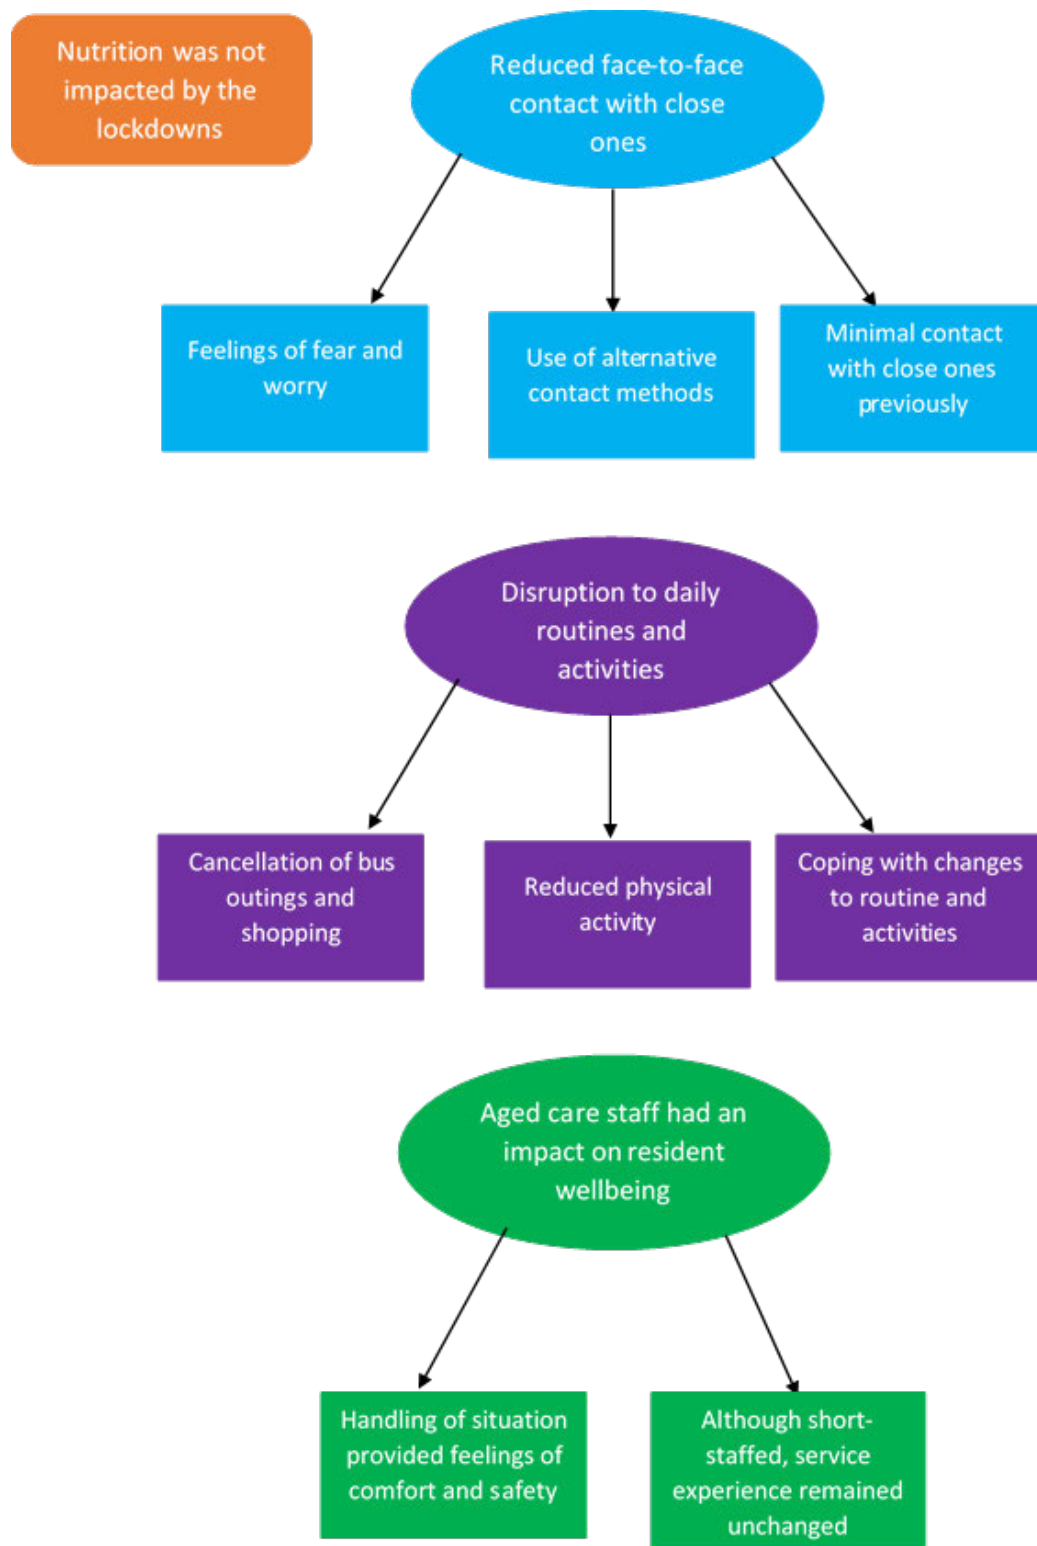 Nutrition was not
impacted by the
lockdowns
Reduced face-to-face
contact with close
ones
Feelings of fear and
worry
Use of alternative
contact methods
Minimal contact
with close ones
previously
Disruption to daily
routines and
activities
Cancellation of bus
outings and
shopping
Reduced physical
activity
Coping with changes
to routine and
activities
Aged care staff had an
impact on resident
wellbeing
Handling of situation
provided feelings of
comfort and safety
Although short-
staffed, service
experience remained
unchanged